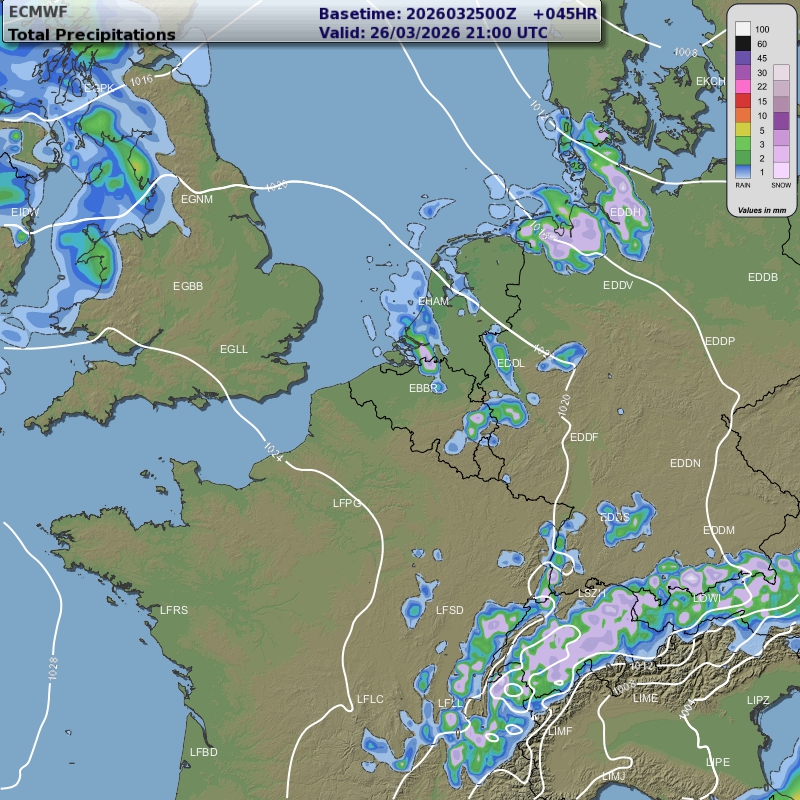 ECMWF
Basetime: 2026032500Z +045HR
Total Precipitations
Valid: 26/03/2026 21:00 UTC
100
60
45
30
22
15
10
5
3
2
1
RAIN SNOW
Values in mm
1008
EKCH
1016
EGPK
EIDW
1020
EGNM
EDDH
EDDB
EGBB
EDDV
EHAM
EGLL
EDDP
EDDL
EBBR
1020
EDDF
1024
EDDN
LFPG
EDDS
EDDM
LSZH
LOWI
LFRS
LFSD
1028
LFLC
LFLL
LIME
LIPZ
LIMF
LFBD
LIPE
LIMJ